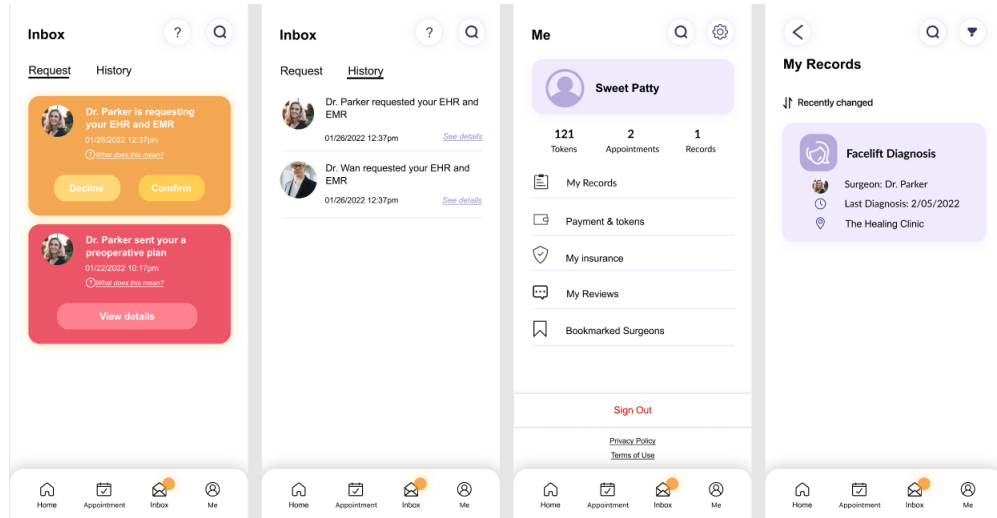 Inbox
?
Request
History
Dr. Parker is requesting
your EHR and EMR
01/26/2022 12:37pm
?What does this mean?
Decline
Comfirm
Dr. Parker sent your a
preoperative plan
01/22/2022 10:17pm
?What does this mean?
View details
Home
Appointment
Inbox
Me
Inbox
?
Request
History
Dr. Parker requested your EHR and
EMR
01/26/2022 12:37pm
See details
Dr. Wan requested your EHR and
EMR
01/26/2022 12:37pm
See details
Home
Appointment
Inbox
Me
Me
Sweet Patty
121
2
1
Tokens
Appointments
Records
My Records
Payment & tokens
My insurance
My Reviews
Bookmarked Surgeons
Sign Out
Privacy Policy
Terms of Use
Home
Appointment
Inbox
Me
My Records
Recently changed
Facelift Diagnosis
Surgeon: Dr. Parker
Last Diagnosis: 2/05/2022
The Healing Clinic
Home
Appointment
Inbox
Me